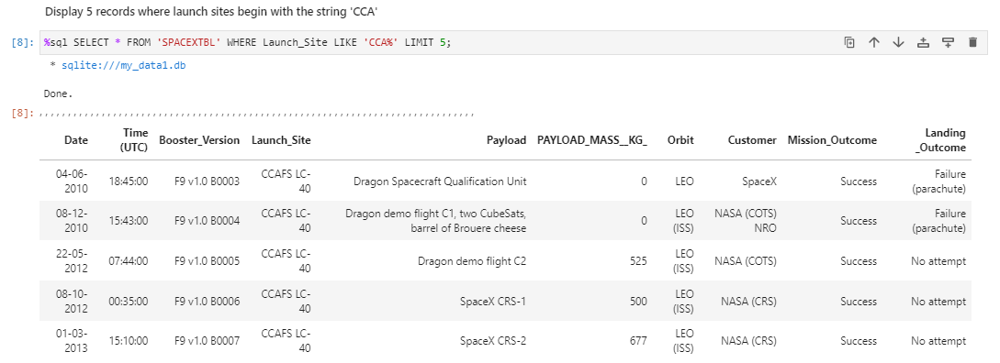 Display 5 records where launch sites begin with the string 'CCA'
[8]: %sql SELECT * FROM 'SPACEXTBL' WHERE Launch_Site LIKE 'CCA%' LIMIT 5;
* sqlite:///my_data1.db
Done.
[8]: ,,,,,,,,,,,,,,,,,,,,,,,,,,,,,,,,,,,,,,,,,,,,,,,,,,,,,,,,,,,,,,,,,,,,,,,,,,,,,,
Date Time (UTC) Booster_Version Launch_Site Payload PAYLOAD_MASS__KG_ Orbit Customer Mission_Outcome Landing _Outcome
04-06-2010 18:45:00 F9 v1.0 B0003 CCAFS LC-40 Dragon Spacecraft Qualification Unit 0 LEO SpaceX Success Failure (parachute)
08-12-2010 15:43:00 F9 v1.0 B0004 CCAFS LC-40 Dragon demo flight C1, two CubeSats, barrel of Brouere cheese 0 LEO (ISS) NASA (COTS) NRO Success Failure (parachute)
22-05-2012 07:44:00 F9 v1.0 B0005 CCAFS LC-40 Dragon demo flight C2 525 LEO (ISS) NASA (COTS) Success No attempt
08-10-2012 00:35:00 F9 v1.0 B0006 CCAFS LC-40 SpaceX CRS-1 500 LEO (ISS) NASA (CRS) Success No attempt
01-03-2013 15:10:00 F9 v1.0 B0007 CCAFS LC-40 SpaceX CRS-2 677 LEO (ISS) NASA (CRS) Success No attempt